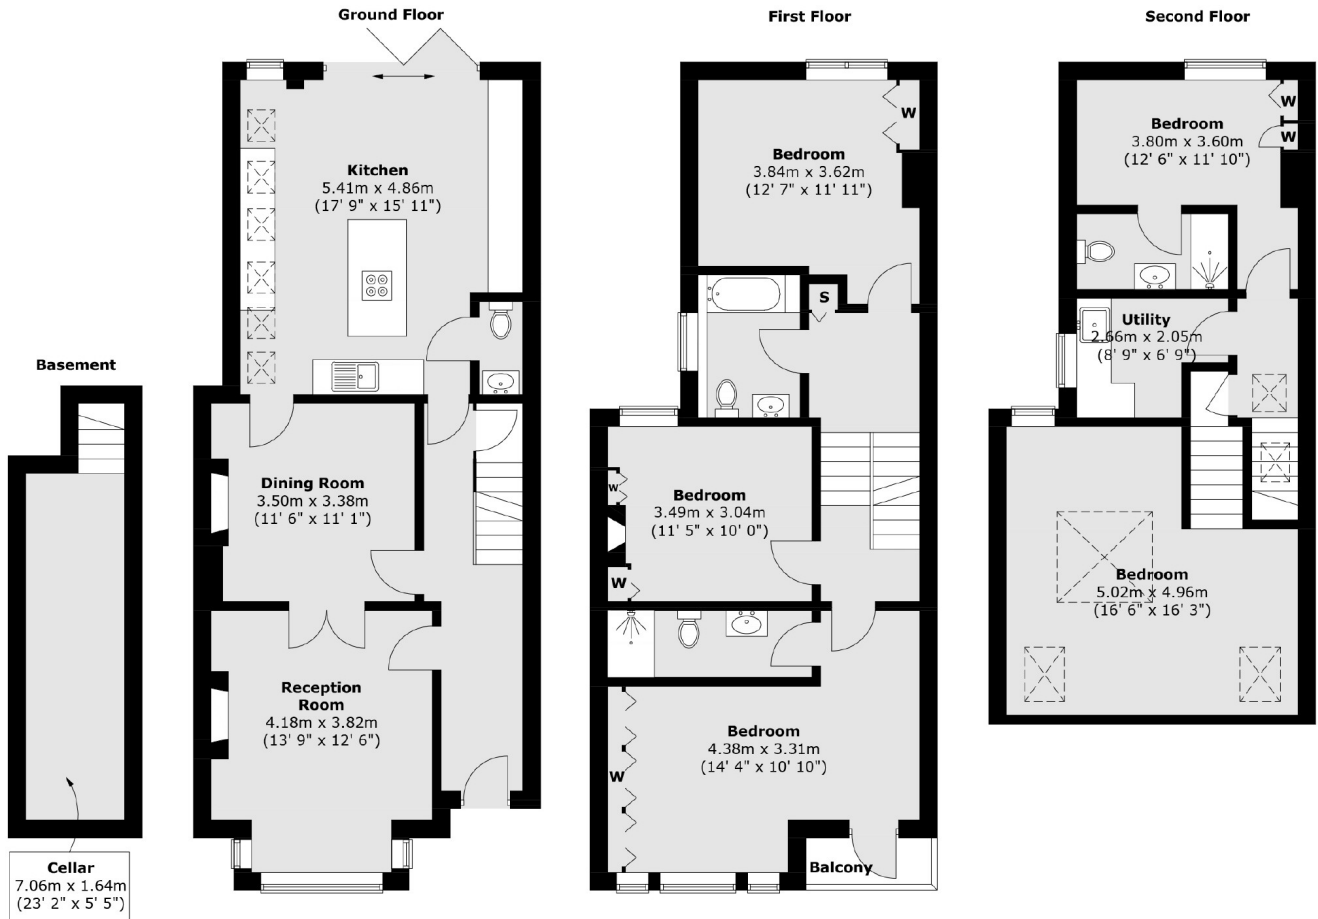 Ground Floor
Kitchen
5.41m x 4.86m
(17' 9" x 15' 11")
Dining Room
3.50m x 3.38m
(11' 6" x 11' 1")
Reception
Room
4.18m x 3.82m
(13' 9" x 12' 6")
Basement
Cellar
7.06m x 1.64m
(23' 2" x 5' 5")
First Floor
W
Bedroom
3.84m x 3.62m
(12' 7" x 11' 11")
S
W
Bedroom
3.49m x 3.04m
(11' 5" x 10' 0")
W
Bedroom
4.38m x 3.31m
(14' 4" x 10' 10")
W
Balcony
Second Floor
W
W
Bedroom
3.80m x 3.60m
(12' 6" x 11' 10")
Utility
2.66m x 2.05m
(8' 9" x 6' 9")
Bedroom
5.02m x 4.96m
(16' 6" x 16' 3")